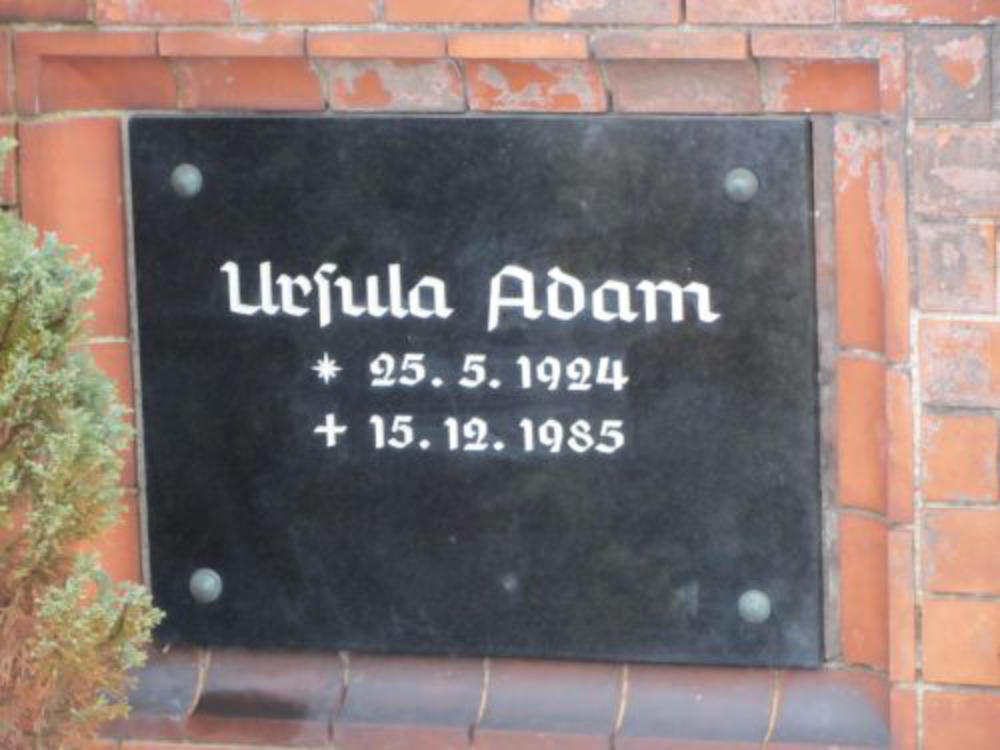 Urſula Adam
* 25. 5. 1924
✝ 15. 12. 1985